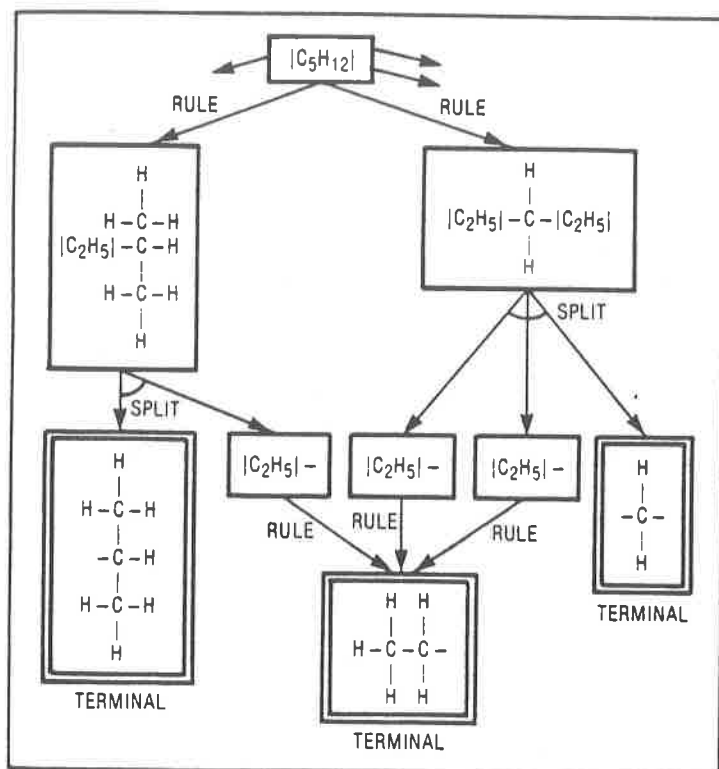 |C₅H₁₂|
RULE
RULE
H
|
H–C–H
|C₂H₅|–C–H
|
H–C–H
|
H
H
|
|C₂H₅|–C–|C₂H₅|
|
H
SPLIT
SPLIT
H
|
H–C–H
|
–C–H
|
H–C–H
|
H
TERMINAL
|C₂H₅|–
|C₂H₅|–
|C₂H₅|–
RULE
RULE
RULE
H
|
–C–
|
H
TERMINAL
H H
| |
H–C–C–
| |
H H
TERMINAL